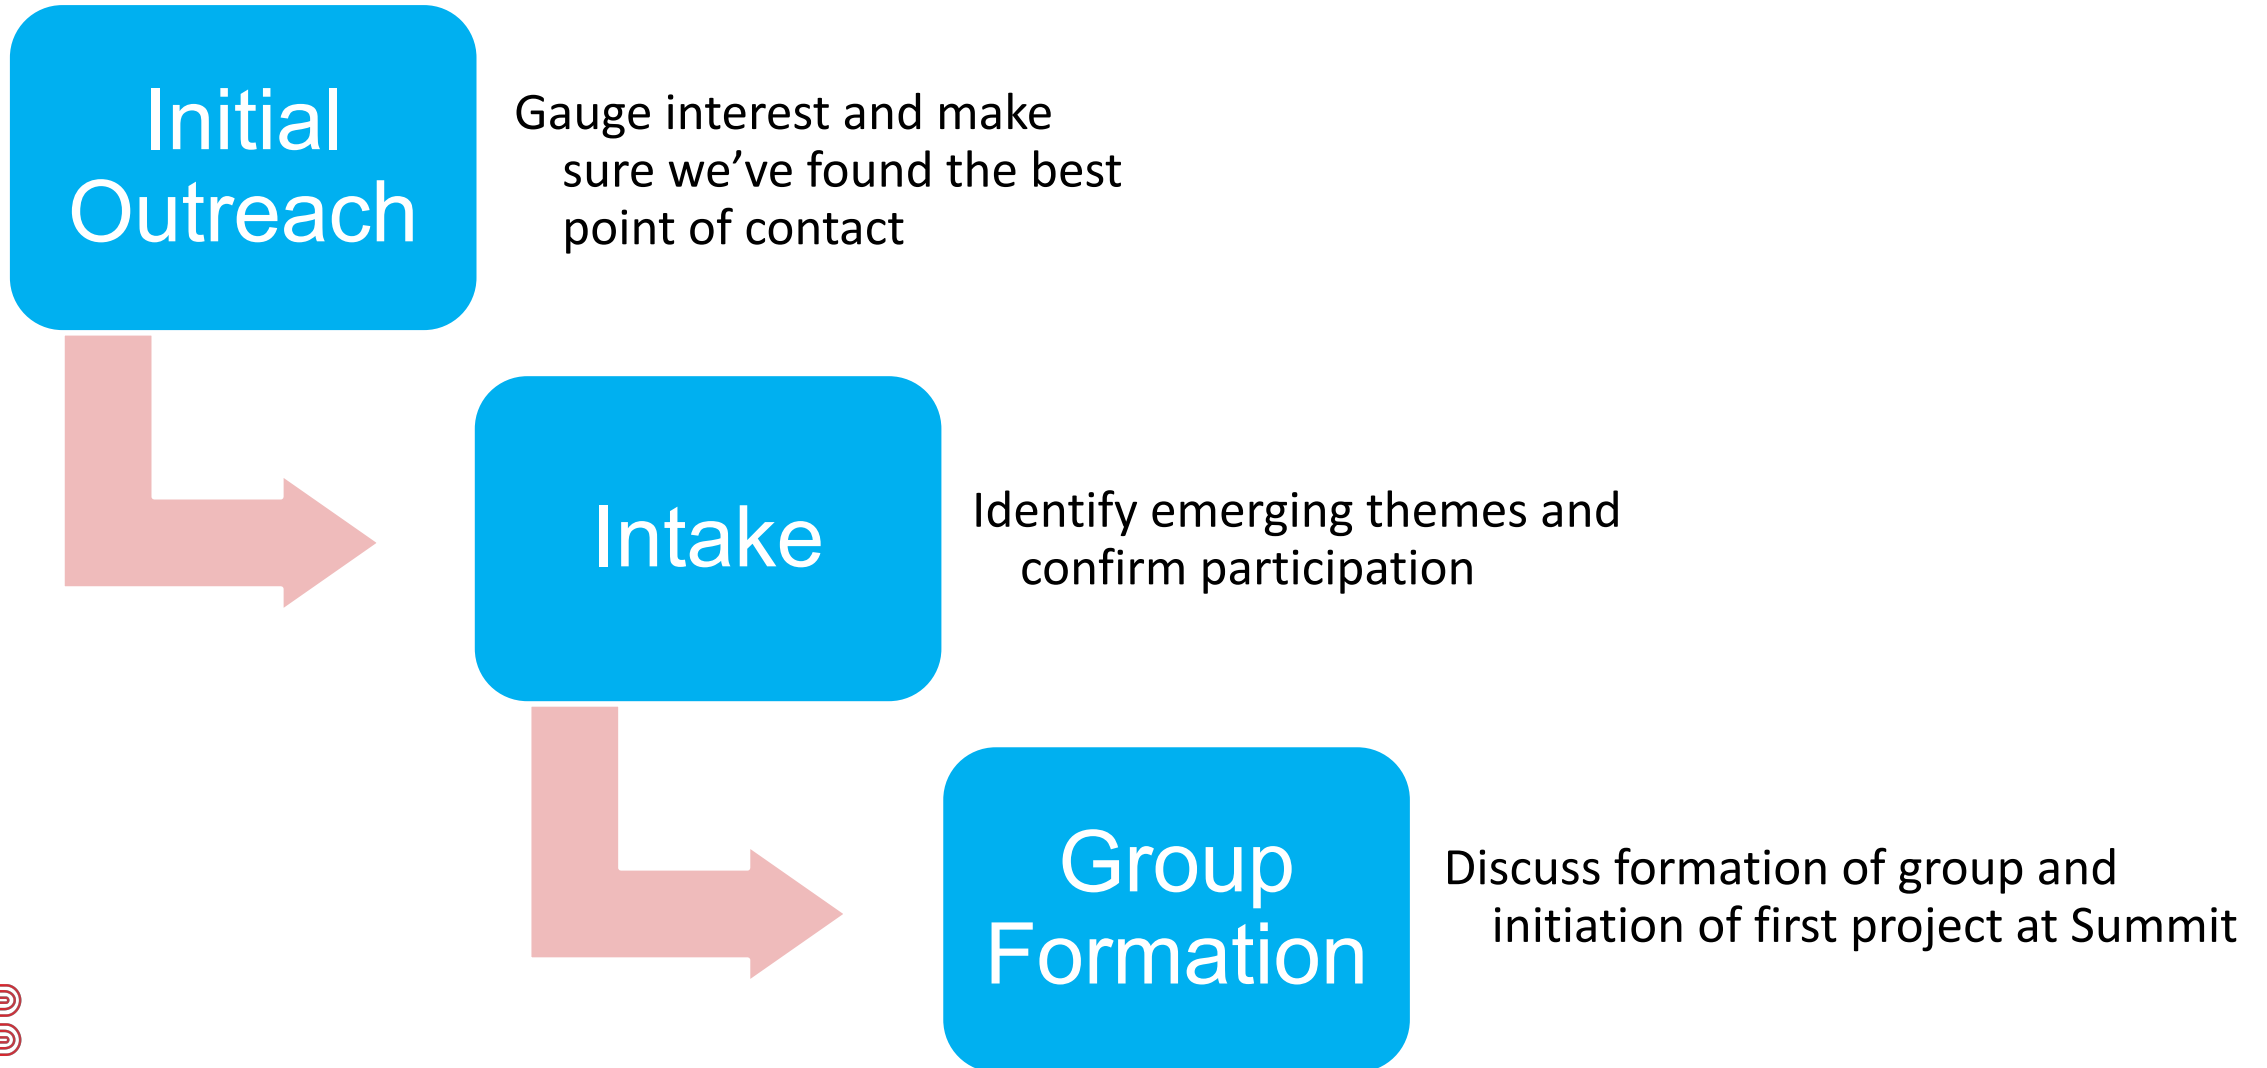 Initial
Outreach
Gauge interest and make
sure we’ve found the best
point of contact
Intake
Identify emerging themes and
confirm participation
Group
Formation
Discuss formation of group and
initiation of first project at Summit